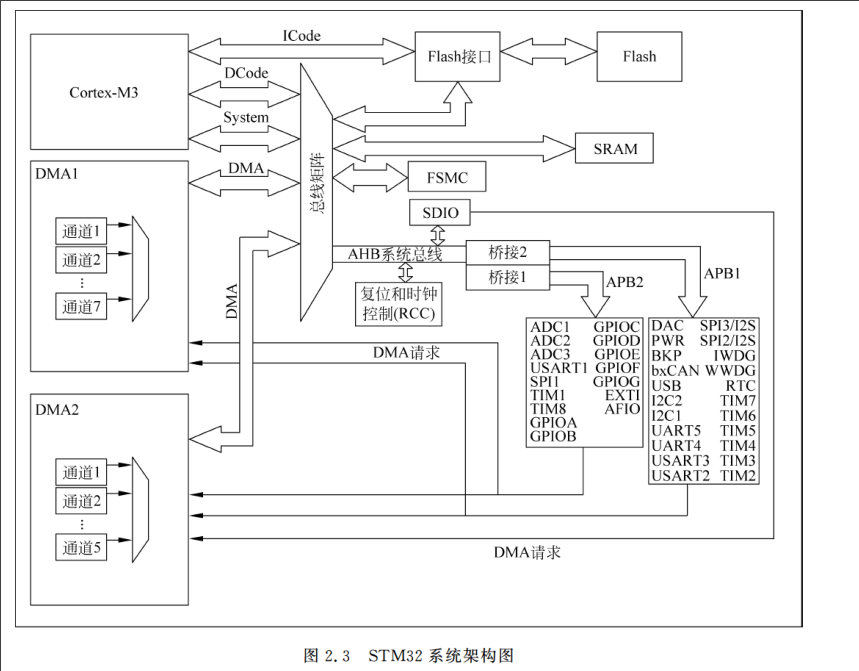 ICode
Cortex-M3
Flash接口
Flash
DCode
System
DMA1
DMA
总线矩阵
SRAM
FSMC
SDIO
通道1
通道2
⋮
通道7
AHB系统总线
桥接2
桥接1
APB2
APB1
复位和时钟
控制(RCC)
DMA
DMA请求
ADC1 GPIOC
ADC2 GPIOD
ADC3 GPIOE
USART1 GPIOF
SPI1 GPIOG
TIM1 EXTI
TIM8 AFIO
GPIOA
GPIOB
DAC SPI3/I2S
PWR SPI2/I2S
BKP IWDG
bxCAN WWDG
USB RTC
I2C2 TIM7
I2C1 TIM6
UART5 TIM5
UART4 TIM4
USART3 TIM3
USART2 TIM2
DMA2
通道1
通道2
⋮
通道5
DMA请求
图 2.3 STM32 系统架构图